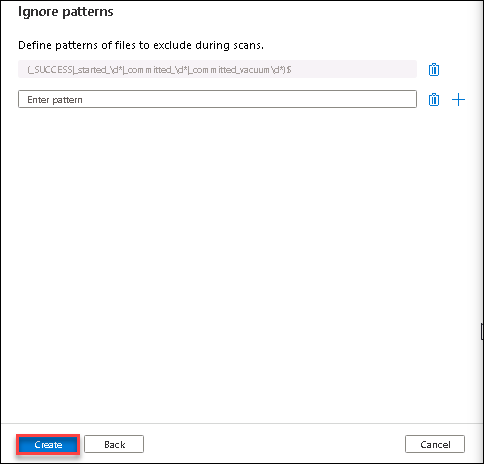 Ignore patterns
Define patterns of files to exclude during scans.
(_SUCCESS|_started_\d*|_committed_\d*|_committed_vacuum\d*)$
Enter pattern
Create
Back
Cancel